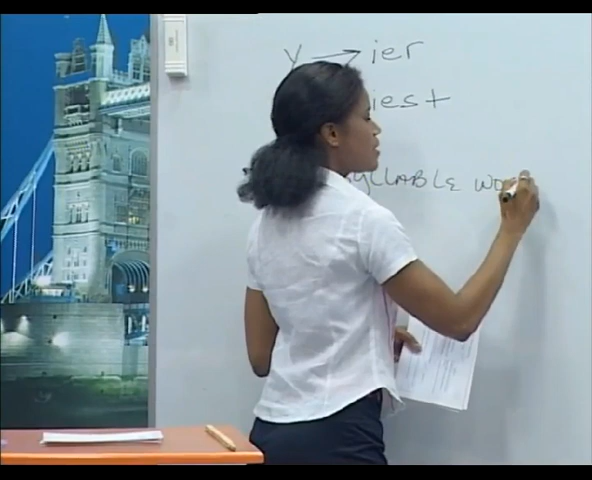 y → ier
iest
YLLABLE WO